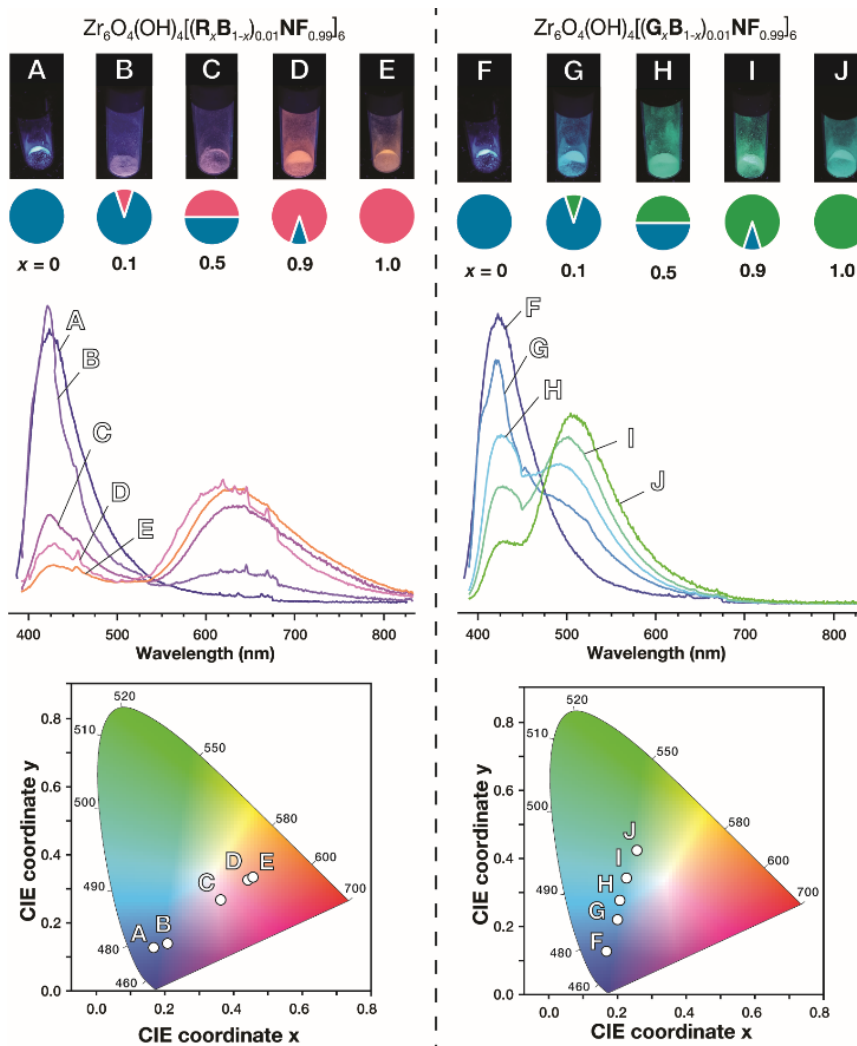 Zr6O4(OH)4[(RxB1-x)0.01NF0.99]6
A B C D E
x = 0 0.1 0.5 0.9 1.0
A
B
C
D
E
400 500 600 700 800
Wavelength (nm)
CIE coordinate y
0.8
0.6
0.4
0.2
0.0
520
510
550
500
580
600
490
700
480
460
D E
C
A B
0.0 0.2 0.4 0.6 0.8
CIE coordinate x
Zr6O4(OH)4[(GxB1-x)0.01NF0.99]6
F G H I J
x = 0 0.1 0.5 0.9 1.0
F
G
H
I
J
400 500 600 700 800
Wavelength (nm)
CIE coordinate y
0.8
0.6
0.4
0.2
0.0
520
510
550
500
580
600
490
700
480
460
J
I
H
G
F
0.0 0.2 0.4 0.6 0.8
CIE coordinate x